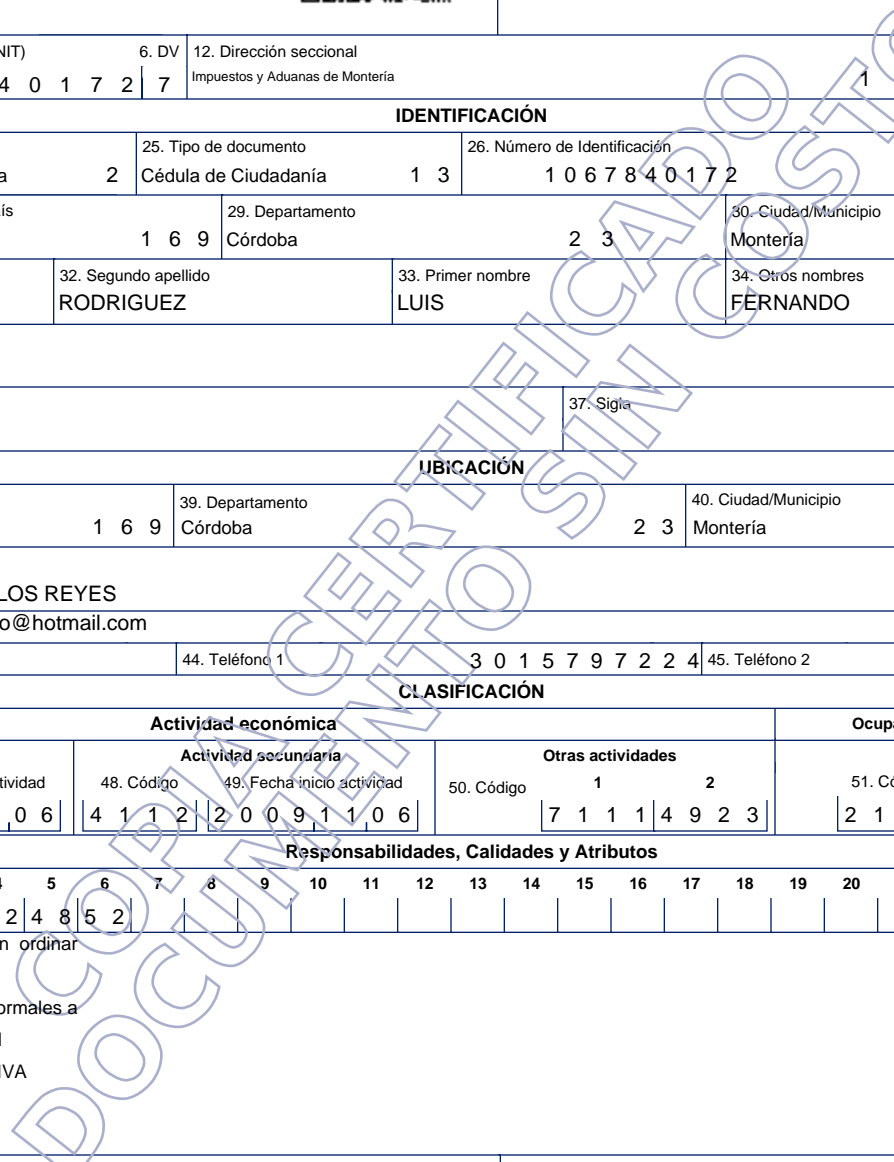 NIT) 6. DV 12. Dirección seccional
4 0 1 7 2 7 Impuestos y Aduanas de Montería 1
IDENTIFICACIÓN
25. Tipo de documento 26. Número de Identificación
a 2 Cédula de Ciudadanía 1 3 1 0 6 7 8 4 0 1 7 2
ís 29. Departamento 30. Ciudad/Municipio
1 6 9 Córdoba 2 3 Montería
32. Segundo apellido 33. Primer nombre 34. Otros nombres
RODRIGUEZ LUIS FERNANDO
37. Sigla
UBICACIÓN
39. Departamento 40. Ciudad/Municipio
1 6 9 Córdoba 2 3 Montería
LOS REYES
o@hotmail.com
44. Teléfono 1 3 0 1 5 7 9 7 2 2 4 45. Teléfono 2
CLASIFICACIÓN
Actividad económica Ocupa
Actividad secundaria Otras actividades
tividad 48. Código 49. Fecha inicio actividad 50. Código 1 2 51. Có
0 6 4 1 1 2 2 0 0 9 1 1 0 6 7 1 1 1 4 9 2 3 2 1
Responsabilidades, Calidades y Atributos
4 5 6 7 8 9 10 11 12 13 14 15 16 17 18 19 20
2 4 8 5 2
n ordinar
ormales a
IVA
COPIA CERTIFICADO
DOCUMENTO SIN COSTO